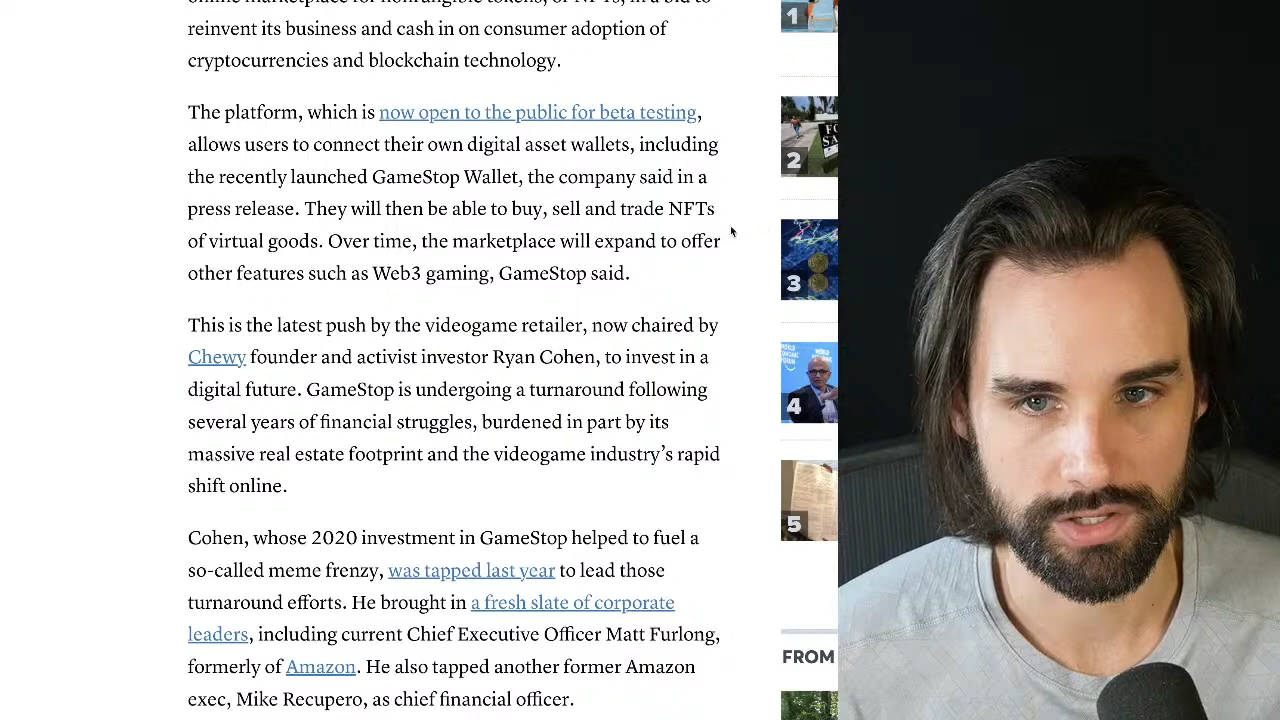 online marketplace for nonfungible tokens, or NFTs, in a bid to
reinvent its business and cash in on consumer adoption of
cryptocurrencies and blockchain technology.
The platform, which is now open to the public for beta testing,
allows users to connect their own digital asset wallets, including
the recently launched GameStop Wallet, the company said in a
press release. They will then be able to buy, sell and trade NFTs
of virtual goods. Over time, the marketplace will expand to offer
other features such as Web3 gaming, GameStop said.
This is the latest push by the videogame retailer, now chaired by
Chewy founder and activist investor Ryan Cohen, to invest in a
digital future. GameStop is undergoing a turnaround following
several years of financial struggles, burdened in part by its
massive real estate footprint and the videogame industry’s rapid
shift online.
Cohen, whose 2020 investment in GameStop helped to fuel a
so-called meme frenzy, was tapped last year to lead those
turnaround efforts. He brought in a fresh slate of corporate
leaders, including current Chief Executive Officer Matt Furlong,
formerly of Amazon. He also tapped another former Amazon
exec, Mike Recupero, as chief financial officer.
1
FO
SA
2
3
WORLD
4
5
FROM